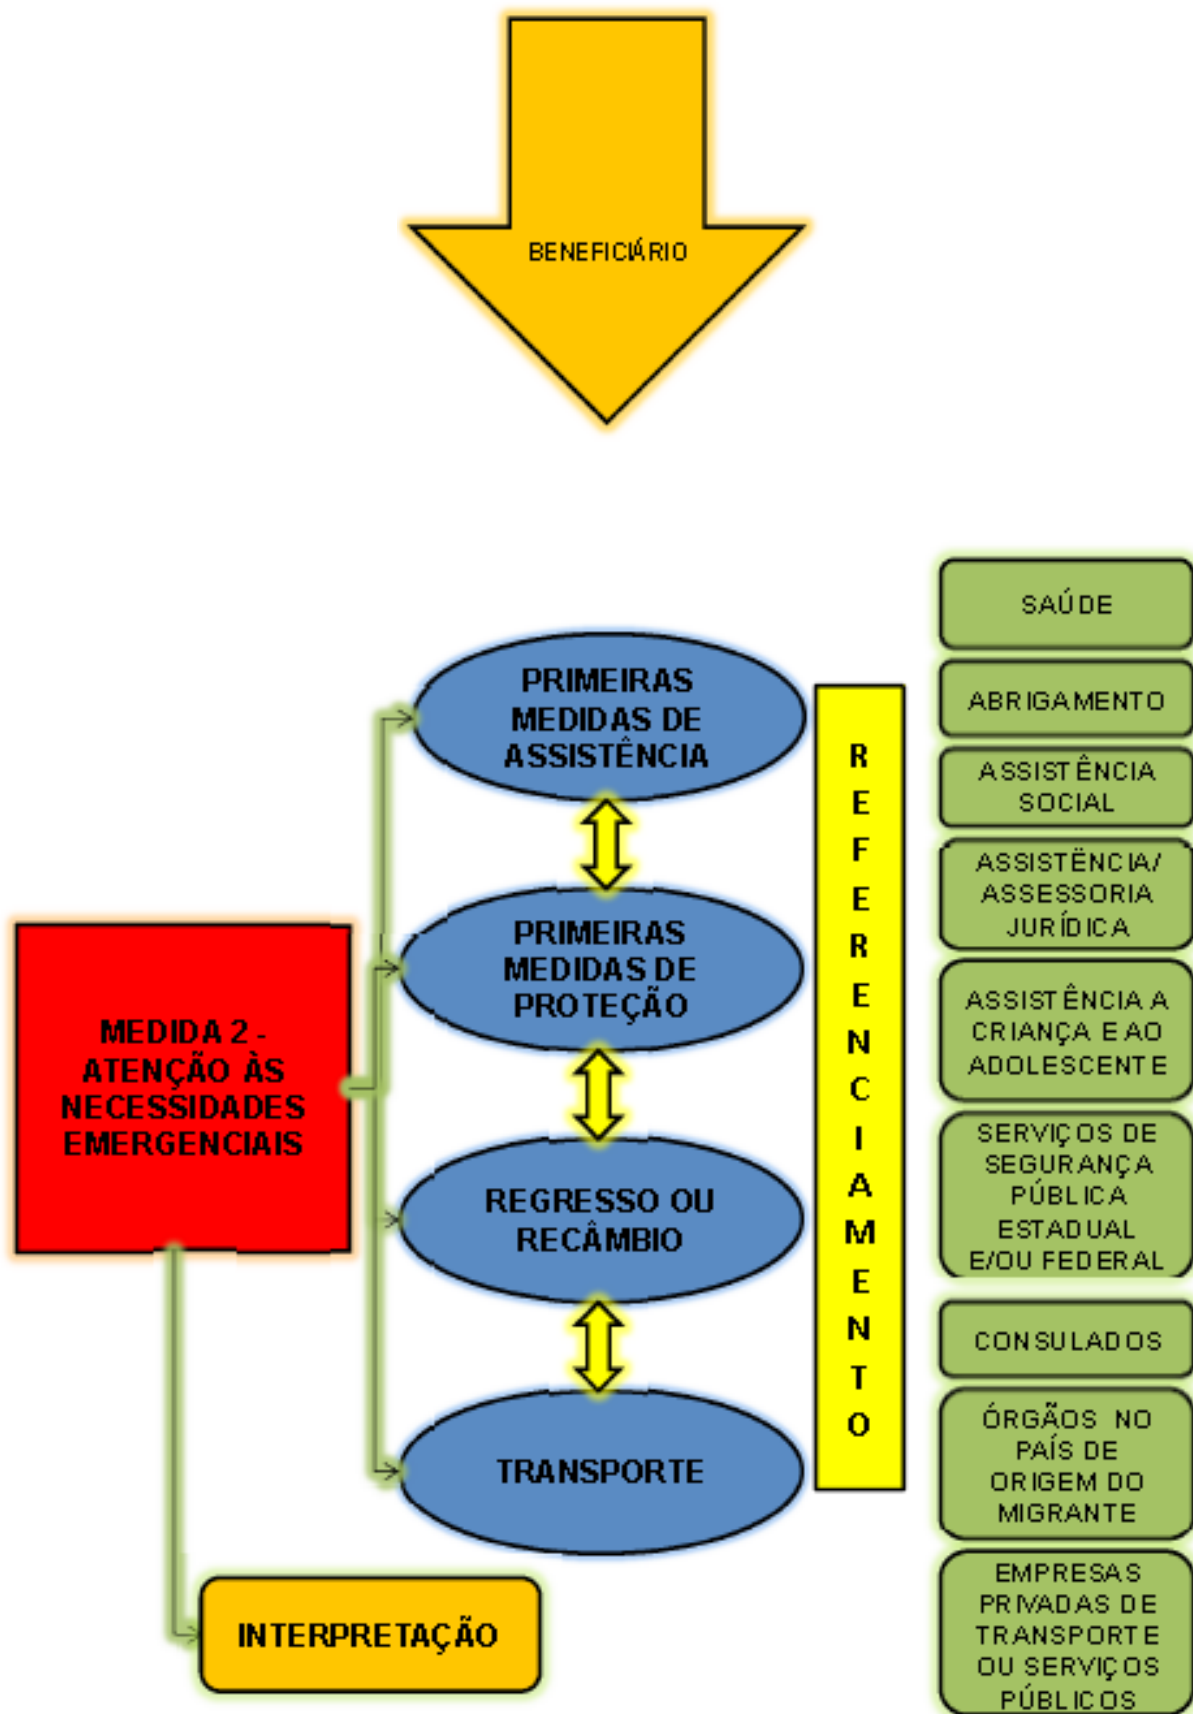 BENEFICIÁRIO
SAÚDE
PRIMEIRAS
MEDIDAS DE
ASSISTÊNCIA
ABRIGAMENTO
ASSISTÊNCIA
SOCIAL
ASSISTÊNCIA/
ASSESSORIA
JURÍDICA
PRIMEIRAS
MEDIDAS DE
PROTEÇÃO
ASSISTÊNCIA A
CRIANÇA E AO
ADOLESCENTE
MEDIDA 2 -
ATENÇÃO ÀS
NECESSIDADES
EMERGENCIAIS
REFERENCIAMENTO
SERVIÇOS DE
SEGURANÇA
PÚBLICA
ESTADUAL
E/OU FEDERAL
REGRESSO OU
RECÂMBIO
CONSULADOS
ÓRGÃOS NO
PAÍS DE
ORIGEM DO
MIGRANTE
TRANSPORTE
EMPRESAS
PRIVADAS DE
TRANSPORTE
OU SERVIÇOS
PÚBLICOS
INTERPRETAÇÃO